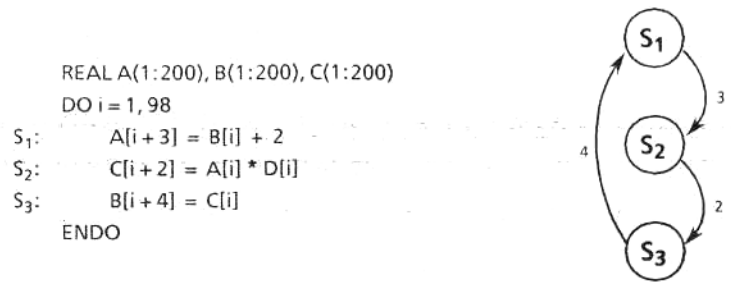 REAL A(1:200), B(1:200), C(1:200)
DO i = 1, 98
S₁: A[i + 3] = B[i] + 2
S₂: C[i + 2] = A[i] * D[i]
S₃: B[i + 4] = C[i]
ENDO
S₁
3
S₂
4
2
S₃